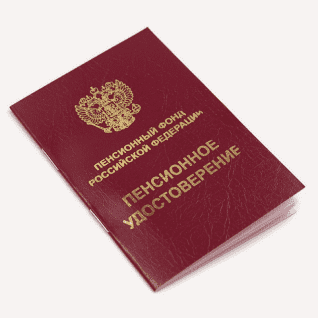 ПЕНСИОННЫЙ ФОНД
РОССИЙСКОЙ ФЕДЕРАЦИИ
ПЕНСИОННОЕ
УДОСТОВЕРЕНИЕ